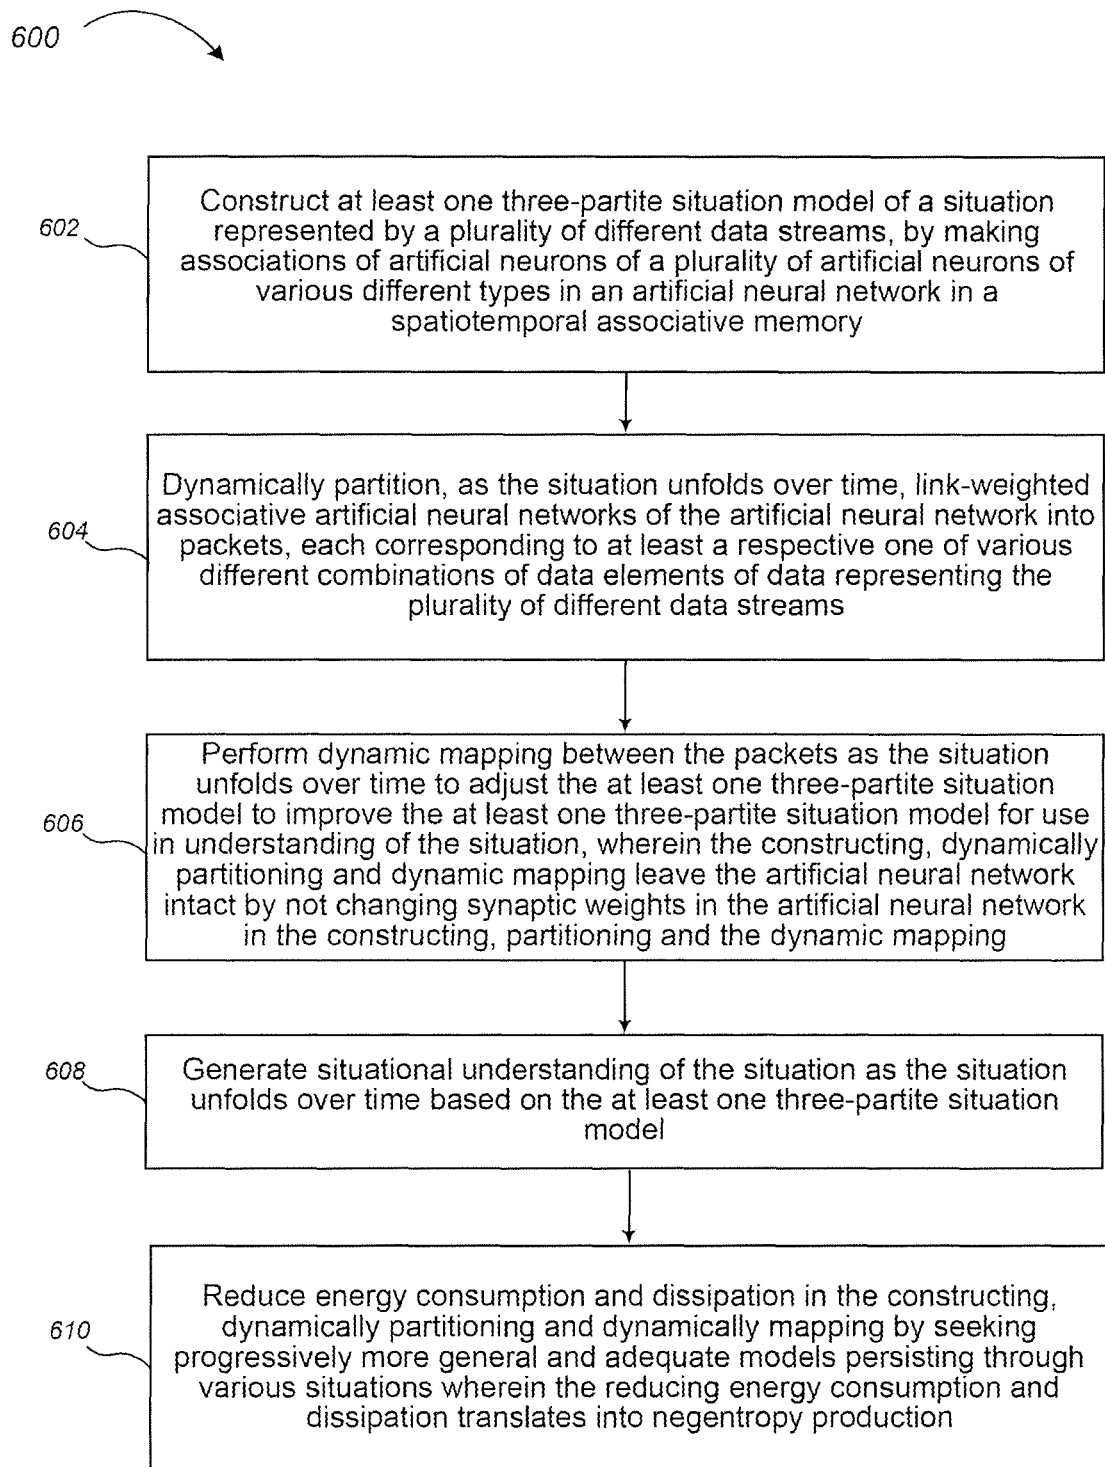 600
602
Construct at least one three-partite situation model of a situation
represented by a plurality of different data streams, by making
associations of artificial neurons of a plurality of artificial neurons of
various different types in an artificial neural network in a
spatiotemporal associative memory
604
Dynamically partition, as the situation unfolds over time, link-weighted
associative artificial neural networks of the artificial neural network into
packets, each corresponding to at least a respective one of various
different combinations of data elements of data representing the
plurality of different data streams
606
Perform dynamic mapping between the packets as the situation
unfolds over time to adjust the at least one three-partite situation
model to improve the at least one three-partite situation model for use
in understanding of the situation, wherein the constructing, dynamically
partitioning and dynamic mapping leave the artificial neural network
intact by not changing synaptic weights in the artificial neural network
in the constructing, partitioning and the dynamic mapping
608
Generate situational understanding of the situation as the situation
unfolds over time based on the at least one three-partite situation
model
610
Reduce energy consumption and dissipation in the constructing,
dynamically partitioning and dynamically mapping by seeking
progressively more general and adequate models persisting through
various situations wherein the reducing energy consumption and
dissipation translates into negentropy production